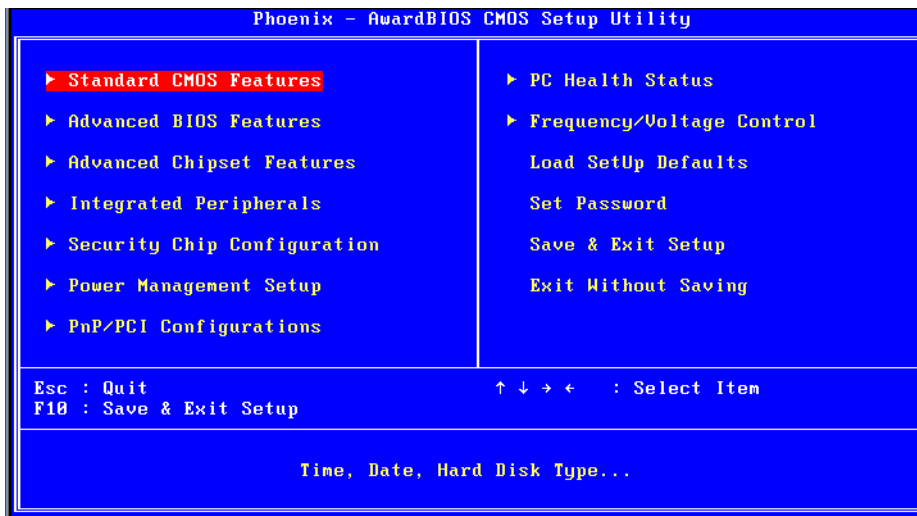 Phoenix - AwardBIOS CMOS Setup Utility
► Standard CMOS Features
► Advanced BIOS Features
► Advanced Chipset Features
► Integrated Peripherals
► Security Chip Configuration
► Power Management Setup
► PnP/PCI Configurations
► PC Health Status
► Frequency/Voltage Control
Load SetUp Defaults
Set Password
Save & Exit Setup
Exit Without Saving
Esc : Quit
F10 : Save & Exit Setup
↑ ↓ → ← : Select Item
Time, Date, Hard Disk Type...